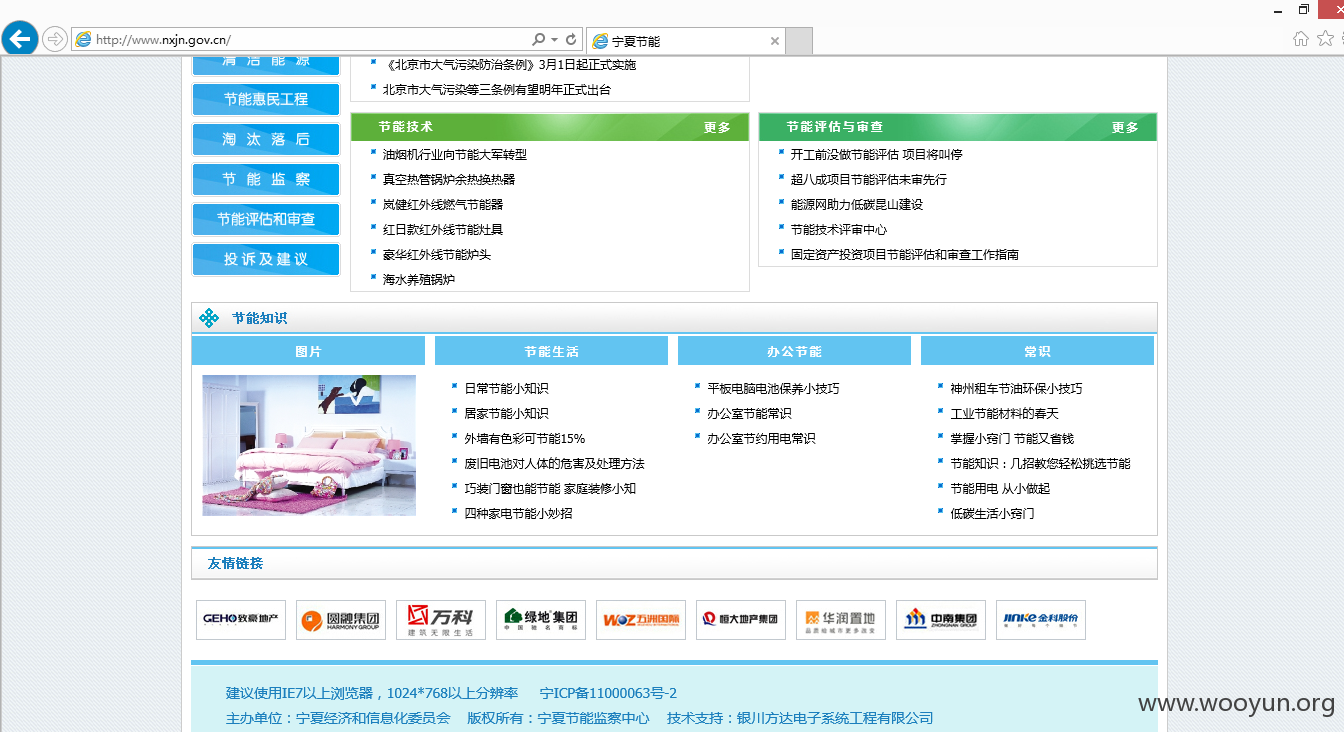 http://www.nxjn.gov.cn/
宁夏节能
清 洁 能 源
节能惠民工程
淘 汰 落 后
节 能 监 察
节能评估和审查
投 诉 及 建 议
《北京市大气污染防治条例》3月1日起正式实施
北京市大气污染等三条例有望明年正式出台
节能技术 更多
油烟机行业向节能大军转型
真空热管锅炉余热换热器
岚健红外线燃气节能器
红日款红外线节能灶具
豪华红外线节能炉头
海水养殖锅炉
节能评估与审查 更多
开工前没做节能评估 项目将叫停
超八成项目节能评估未审先行
能源网助力低碳昆山建设
节能技术评审中心
固定资产投资项目节能评估和审查工作指南
节能知识
图片
节能生活
日常节能小知识
居家节能小知识
外墙有色彩可节能15%
废旧电池对人体的危害及处理方法
巧装门窗也能节能 家庭装修小知
四种家电节能小妙招
办公节能
平板电脑电池保养小技巧
办公室节能常识
办公室节约用电常识
常识
神州租车节油环保小技巧
工业节能材料的春天
掌握小窍门 节能又省钱
节能知识：几招教您轻松挑选节能
节能用电 从小做起
低碳生活小窍门
友情链接
GEHO致豪地产
圆融集团
HARMONY GROUP
万科
建筑无限生活
绿地集团
中国驰名商标
WOZ五洲国际
恒大地产集团
华润置地
品质给城市更多改变
中南集团
ZHONGNAN GROUP
JINKE金科股份
建议使用IE7以上浏览器，1024*768以上分辨率 宁ICP备11000063号-2
主办单位：宁夏经济和信息化委员会 版权所有：宁夏节能监察中心 技术支持：银川方达电子系统工程有限公司
www.wooyun.org